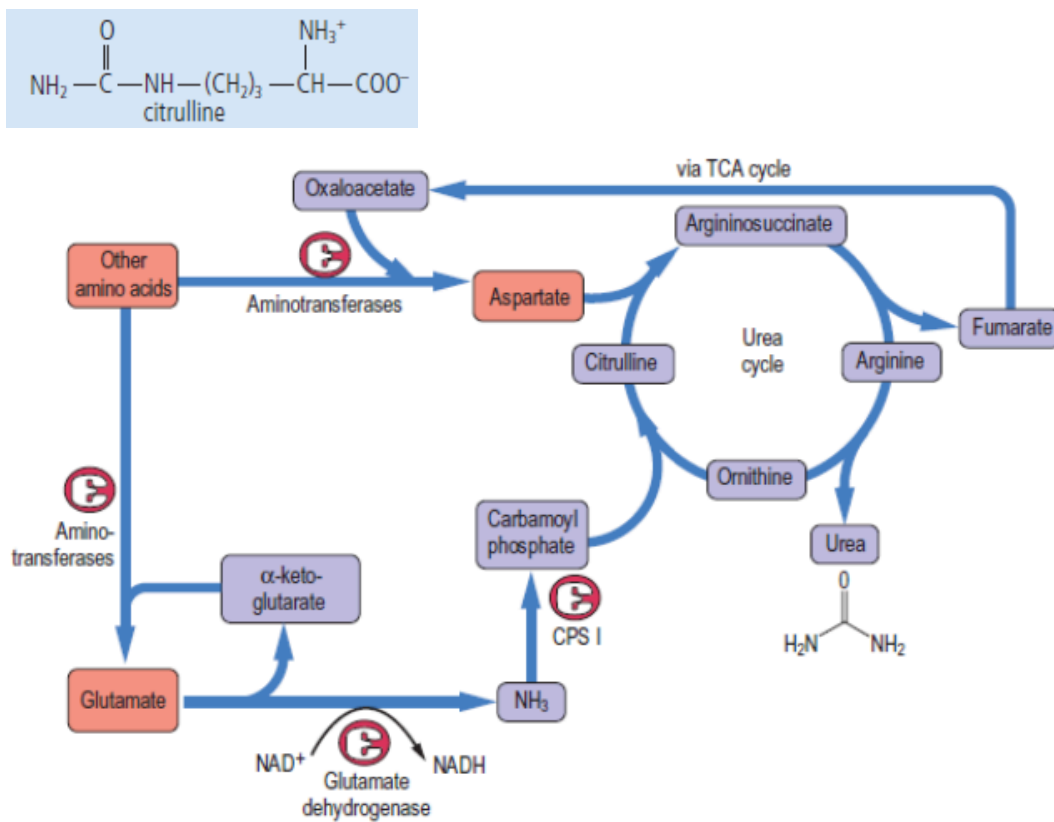 O
NH₃⁺
NH₂—C—NH—(CH₂)₃—CH—COO⁻
citrulline
via TCA cycle
Oxaloacetate
Argininosuccinate
Other
amino acids
Aminotransferases
Aspartate
Fumarate
Urea
cycle
Citrulline
Arginine
Ornithine
Amino-
transferases
Carbamoyl
phosphate
Urea
α-keto-
glutarate
CPS I
O
H₂N
NH₂
Glutamate
NH₃
NAD⁺
NADH
Glutamate
dehydrogenase